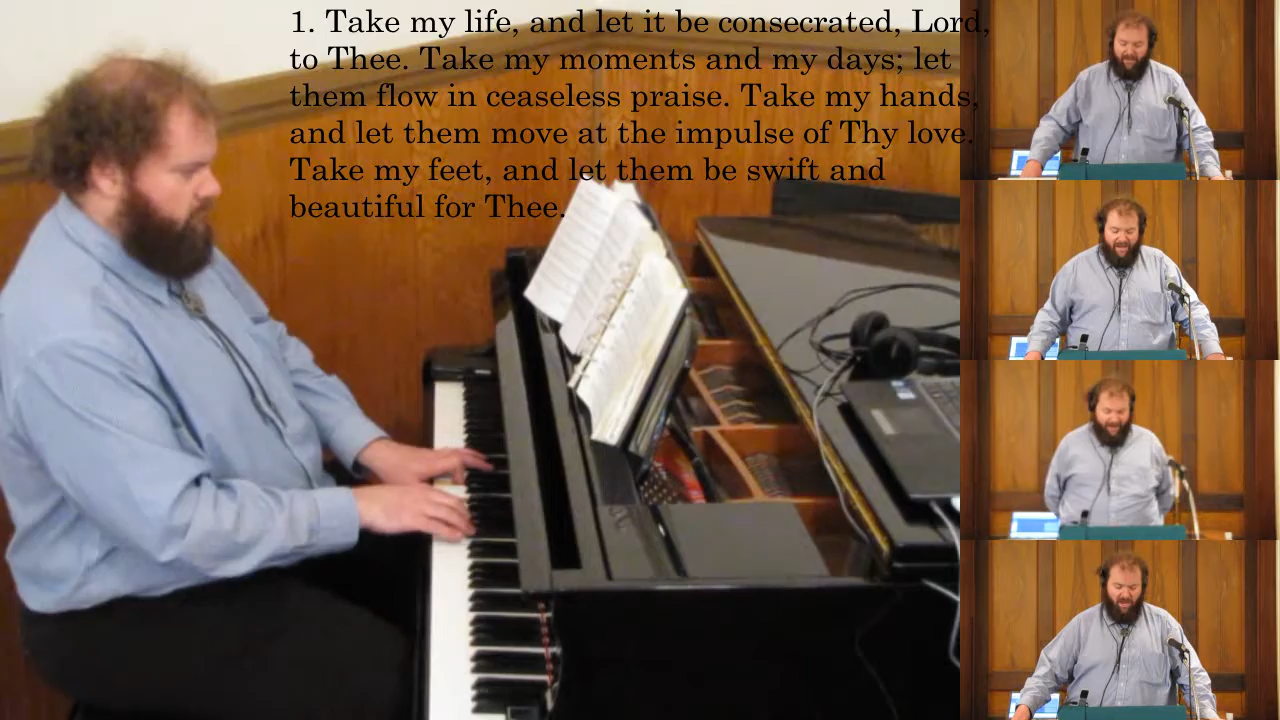 1. Take my life, and let it be consecrated, Lord,
to Thee. Take my moments and my days; let
them flow in ceaseless praise. Take my hands,
and let them move at the impulse of Thy love.
Take my feet, and let them be swift and
beautiful for Thee.